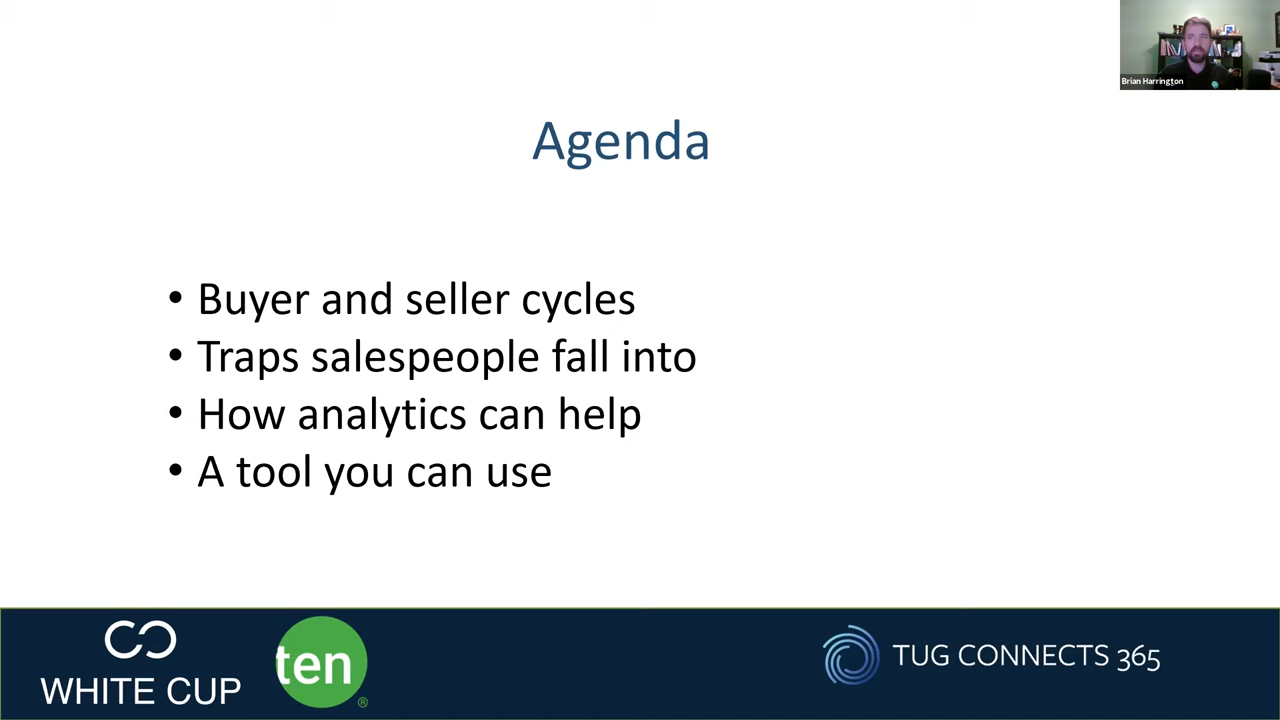 Brian Harrington
Agenda
• Buyer and seller cycles
• Traps salespeople fall into
• How analytics can help
• A tool you can use
WHITE CUP
ten®
TUG CONNECTS 365